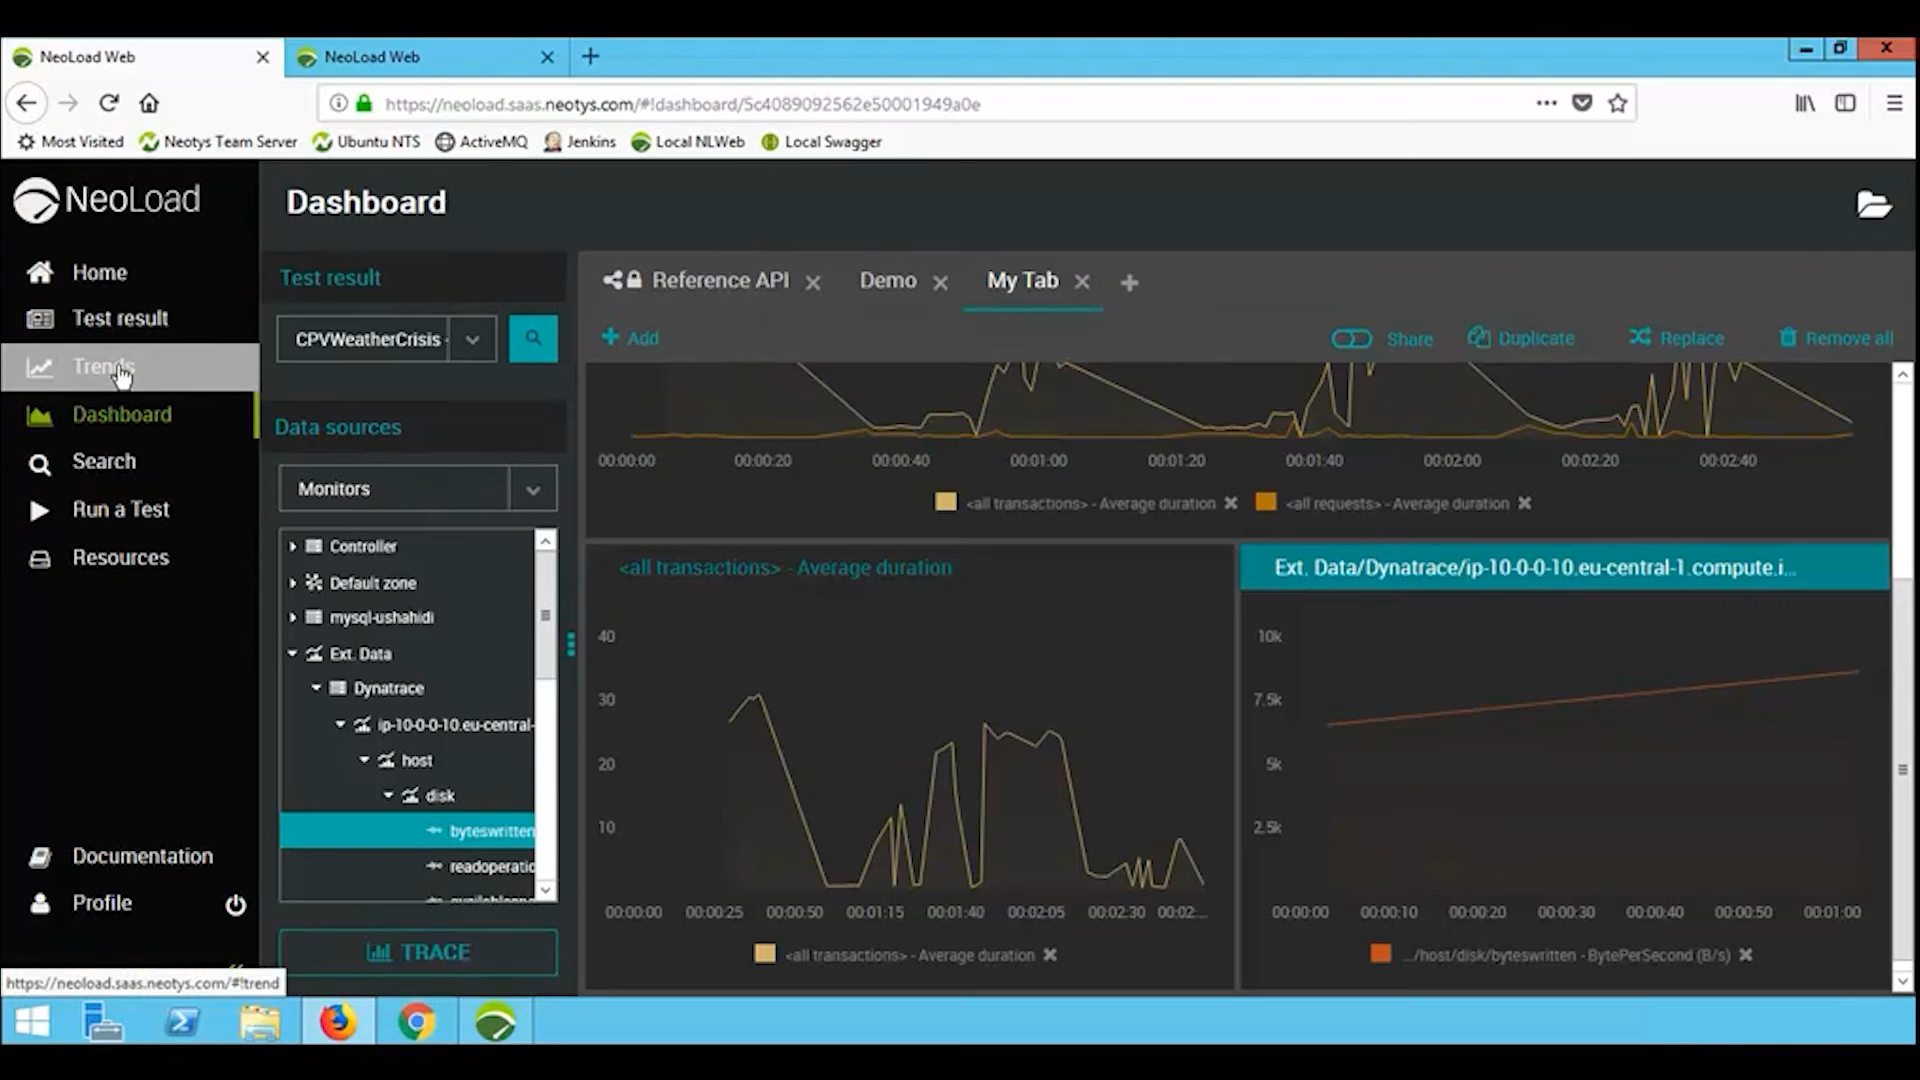 NeoLoad Web
NeoLoad Web
https://neoload.saas.neotys.com/#!dashboard/5c4089092562e50001949a0e
Most Visited
Neotys Team Server
Ubuntu NTS
ActiveMQ
Jenkins
Local NLWeb
Local Swagger
NEOLOAD
Dashboard
Home
Test result
Trends
Dashboard
Search
Run a Test
Resources
Documentation
Profile
https://neoload.saas.neotys.com/#!trend
Test result
CPVWeatherCrisis
Data sources
Monitors
Controller
Default zone
mysql-ushahidi
Ext. Data
Dynatrace
ip-10-0-0-10.eu-central-
host
disk
byteswritten
readoperatio
TRACE
Reference API
Demo
My Tab
Add
Share
Duplicate
Replace
Remove all
00:00:00 00:00:20 00:00:40 00:01:00 00:01:20 00:01:40 00:02:00 00:02:20 00:02:40
<all transactions> - Average duration
<all requests> - Average duration
<all transactions> - Average duration
40
30
20
10
00:00:00 00:00:25 00:00:50 00:01:15 00:01:40 00:02:05 00:02:30 00:02...
<all transactions> - Average duration
Ext. Data/Dynatrace/ip-10-0-0-10.eu-central-1.compute.i...
10k
7.5k
5k
2.5k
00:00:00 00:00:10 00:00:20 00:00:30 00:00:40 00:00:50 00:01:00
.../host/disk/byteswritten - BytePerSecond (B/s)